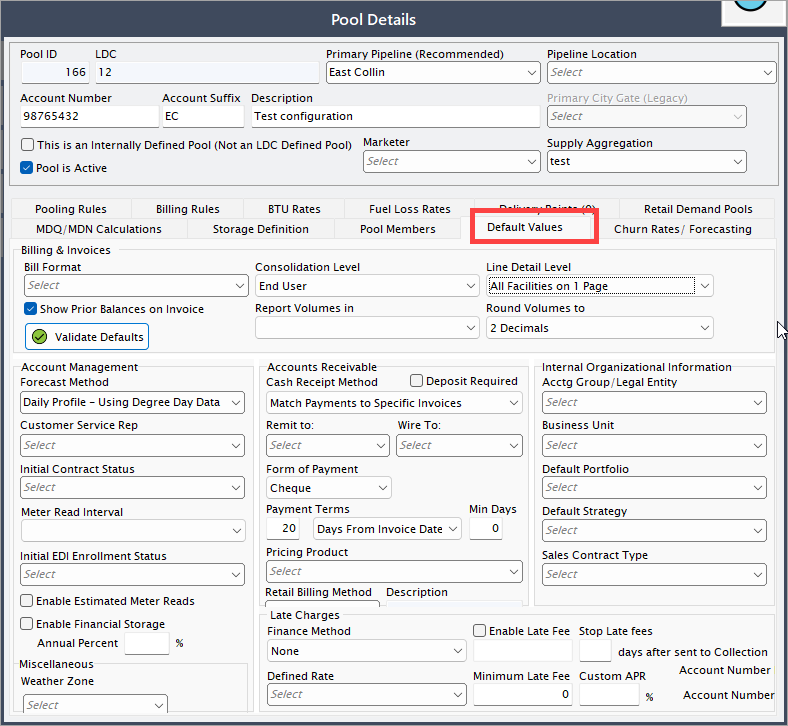 Pool Details
Pool ID LDC Primary Pipeline (Recommended) Pipeline Location
166 12 East Collin Select
Account Number Account Suffix Description Primary City Gate (Legacy)
98765432 EC Test configuration Select
This is an Internally Defined Pool (Not an LDC Defined Pool) Marketer Supply Aggregation
Pool is Active Select test
Pooling Rules Billing Rules BTU Rates Fuel Loss Rates Delivery Points (0) Retail Demand Pools
MDQ/MDN Calculations Storage Definition Pool Members Default Values Churn Rates/ Forecasting
Billing & Invoices
Bill Format Consolidation Level Line Detail Level
Select End User All Facilities on 1 Page
Show Prior Balances on Invoice Report Volumes in Round Volumes to
Validate Defaults 2 Decimals
Account Management
Forecast Method
Daily Profile – Using Degree Day Data
Customer Service Rep
Select
Initial Contract Status
Select
Meter Read Interval
Initial EDI Enrollment Status
Select
Enable Estimated Meter Reads
Enable Financial Storage
Annual Percent %
Miscellaneous
Weather Zone
Select
Accounts Receivable
Cash Receipt Method Deposit Required
Match Payments to Specific Invoices
Remit to: Wire To:
Select Select
Form of Payment
Cheque
Payment Terms Min Days
20 Days From Invoice Date 0
Pricing Product
Select
Retail Billing Method Description
Internal Organizational Information
Acctg Group/Legal Entity
Select
Business Unit
Select
Default Portfolio
Select
Default Strategy
Select
Sales Contract Type
Select
Late Charges
Finance Method Enable Late Fee Stop Late fees
None days after sent to Collection
Defined Rate Minimum Late Fee Custom APR Account Number
Select 0 % Account Number